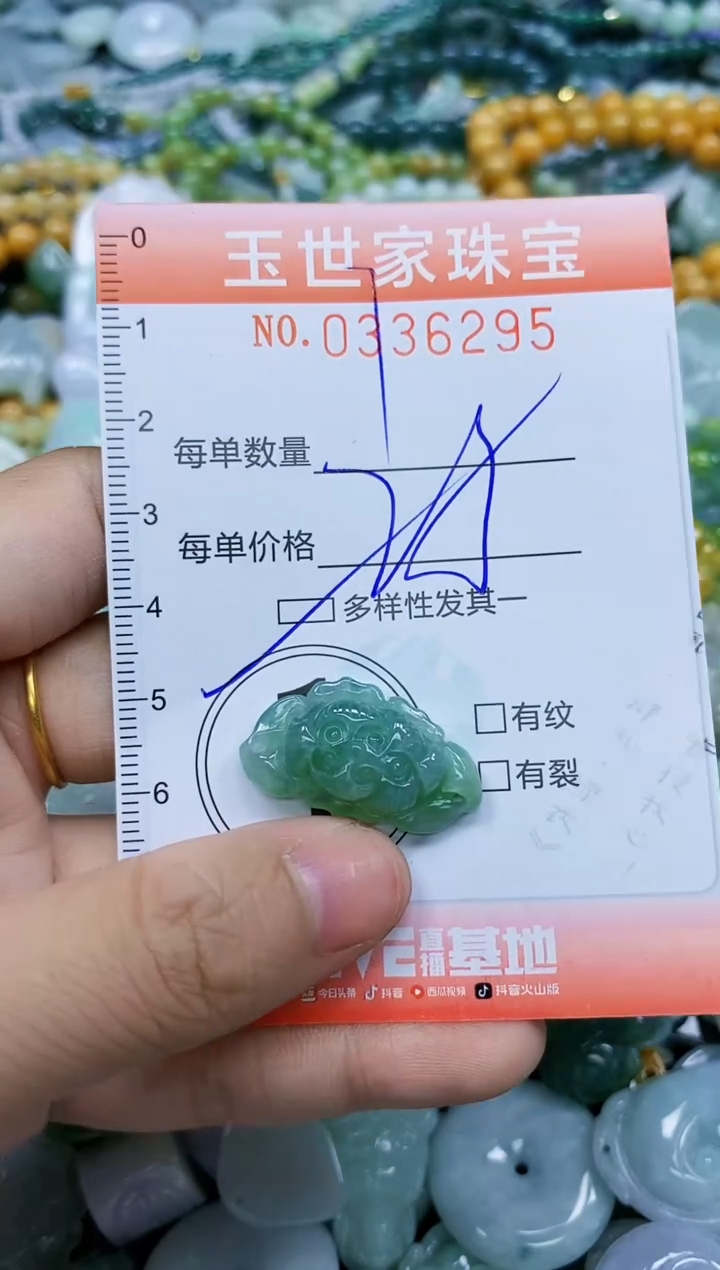 玉世家珠宝
0
NO.0336295
1
2
每单数量
3
每单价格
4
多样性发其一
5
有纹
有裂
6
直播基地
今日头条 抖音 西瓜视频 抖音火山版